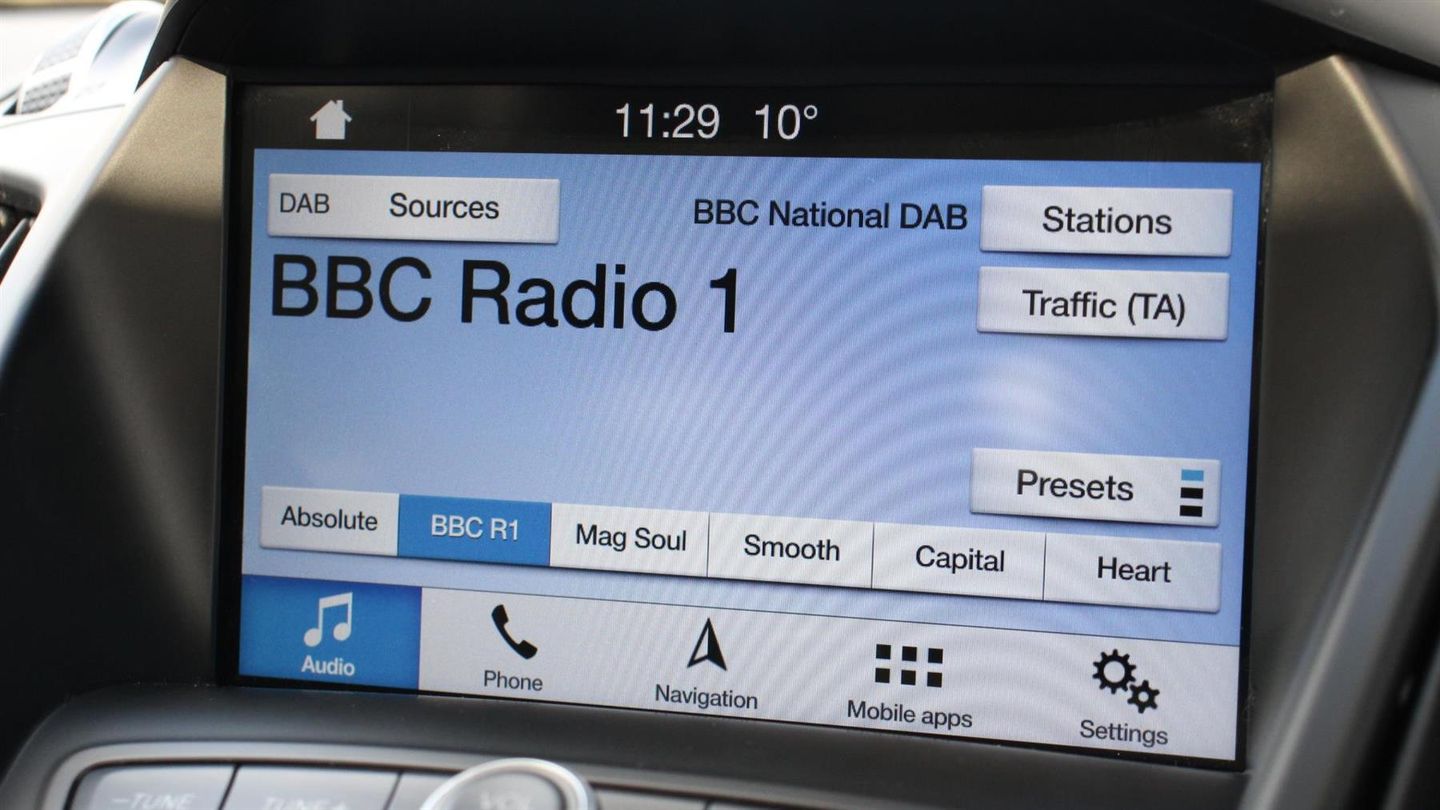 11:29 10°
DAB Sources
BBC National DAB
Stations
BBC Radio 1
Traffic (TA)
Presets
Absolute
BBC R1
Mag Soul
Smooth
Capital
Heart
Audio
Phone
Navigation
Mobile apps
Settings
−TUNE
TUNE+
VOL